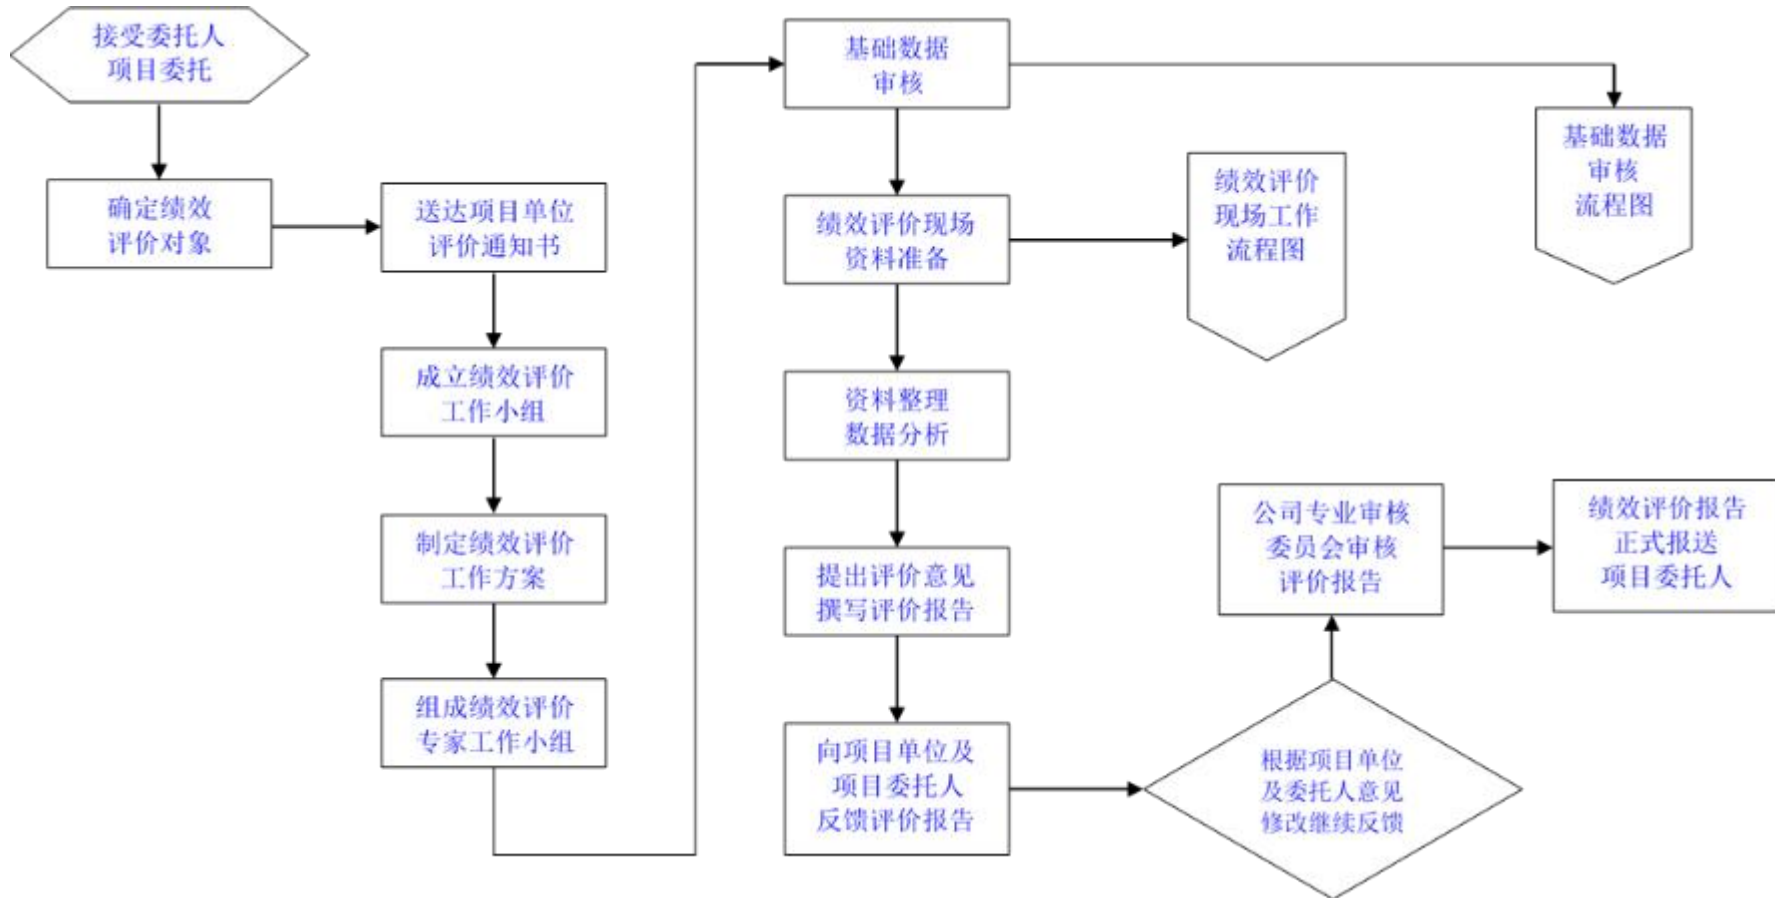 接受委托人
项目委托
确定绩效
评价对象
送达项目单位
评价通知书
成立绩效评价
工作小组
制定绩效评价
工作方案
组成绩效评价
专家工作小组
基础数据
审核
基础数据
审核
流程图
绩效评价现场
资料准备
绩效评价
现场工作
流程图
资料整理
数据分析
提出评价意见
撰写评价报告
向项目单位及
项目委托人
反馈评价报告
根据项目单位
及委托人意见
修改继续反馈
公司专业审核
委员会审核
评价报告
绩效评价报告
正式报送
项目委托人